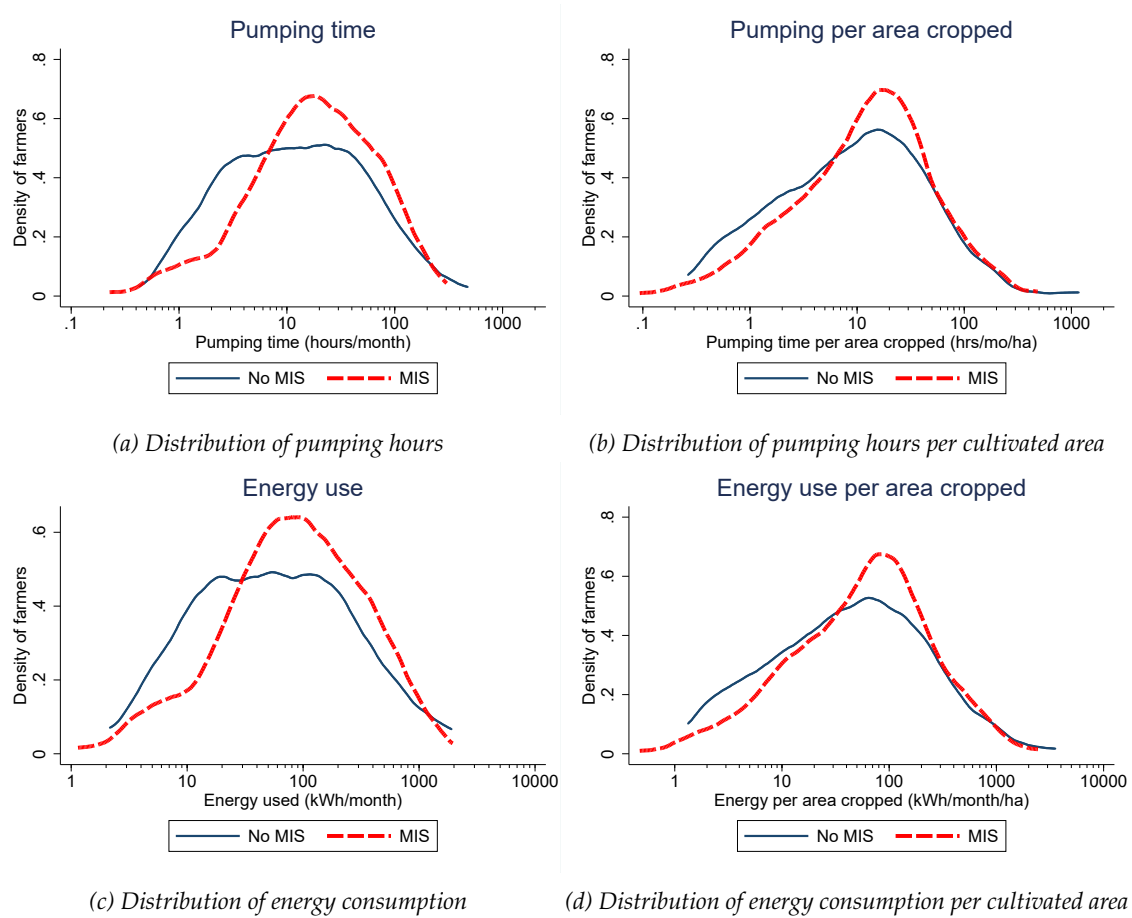 Pumping time
Density of farmers
0 .2 .4 .6 .8
.1 1 10 100 1000
Pumping time (hours/month)
No MIS MIS
(a) Distribution of pumping hours
Pumping per area cropped
Density of farmers
0 .2 .4 .6 .8
.1 1 10 100 1000
Pumping time per area cropped (hrs/mo/ha)
No MIS MIS
(b) Distribution of pumping hours per cultivated area
Energy use
Density of farmers
0 .2 .4 .6
1 10 100 1000 10000
Energy used (kWh/month)
No MIS MIS
(c) Distribution of energy consumption
Energy use per area cropped
Density of farmers
0 .2 .4 .6 .8
1 10 100 1000 10000
Energy per area cropped (kWh/month/ha)
No MIS MIS
(d) Distribution of energy consumption per cultivated area